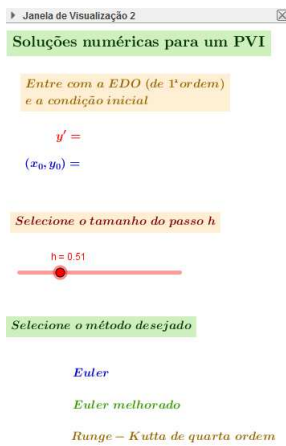 Janela de Visualização 2
Soluções numéricas para um PVI
Entre com a EDO (de 1ª ordem)
e a condição inicial
y′ =
(x₀, y₀) =
Selecione o tamanho do passo h
h = 0.51
Selecione o método desejado
Euler
Euler melhorado
Runge − Kutta de quarta ordem